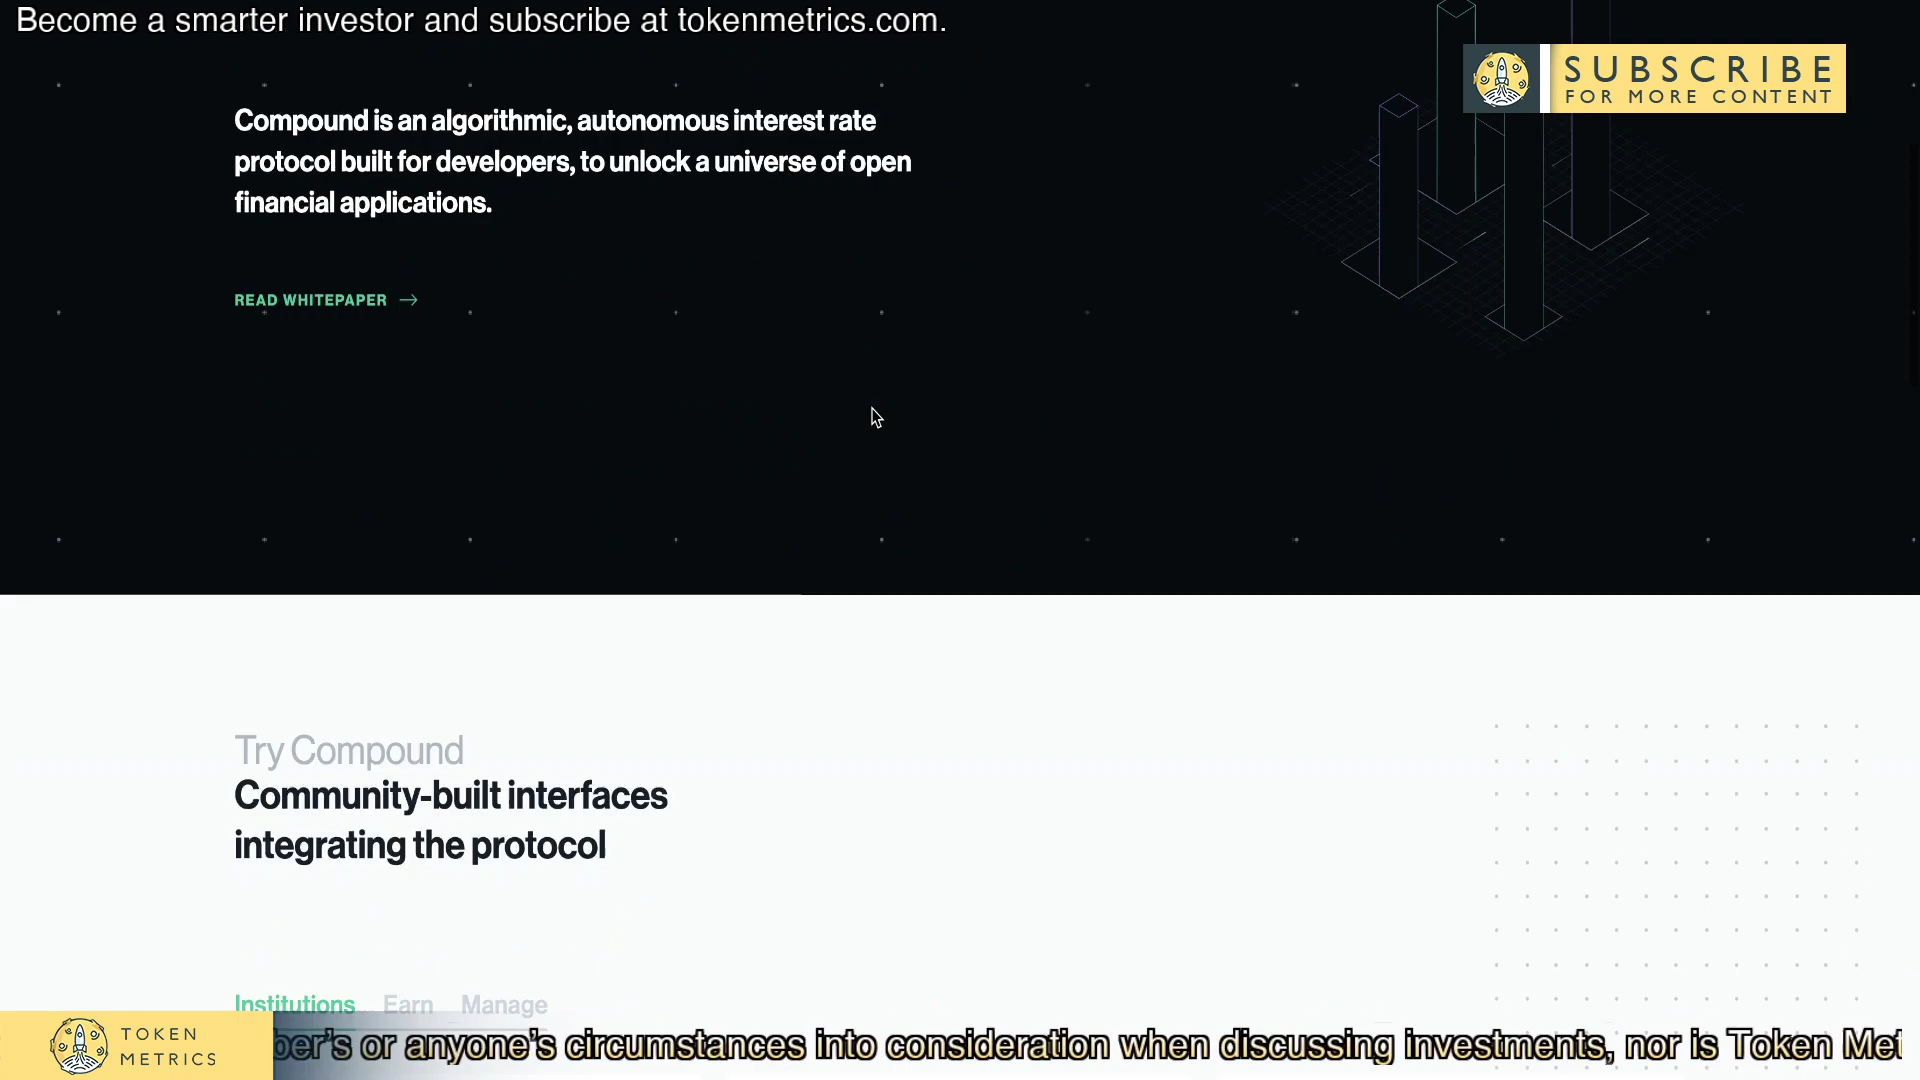 Become a smarter investor and subscribe at tokenmetrics.com.
SUBSCRIBE
FOR MORE CONTENT
Compound is an algorithmic, autonomous interest rate
protocol built for developers, to unlock a universe of open
financial applications.
READ WHITEPAPER
Try Compound
Community-built interfaces
integrating the protocol
Institutions Earn Manage
TOKEN
METRICS
or anyone's circumstances into consideration when discussing investments, nor is Token